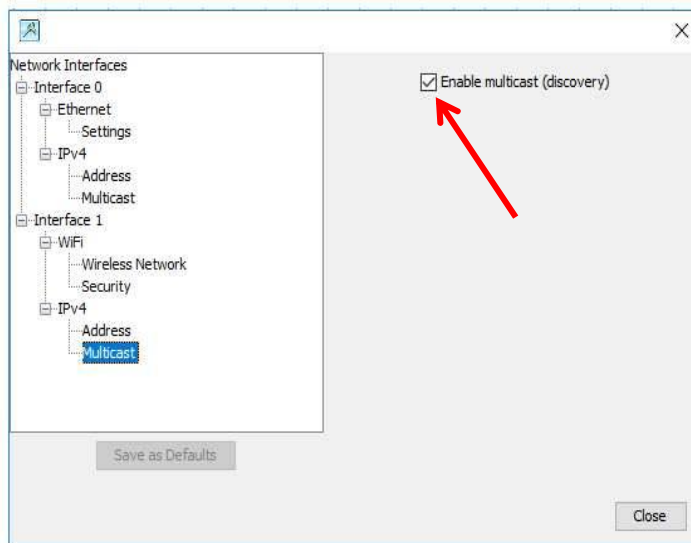 Network Interfaces
Interface 0
Ethernet
Settings
IPv4
Address
Multicast
Interface 1
WiFi
Wireless Network
Security
IPv4
Address
Multicast
Enable multicast (discovery)
Save as Defaults
Close